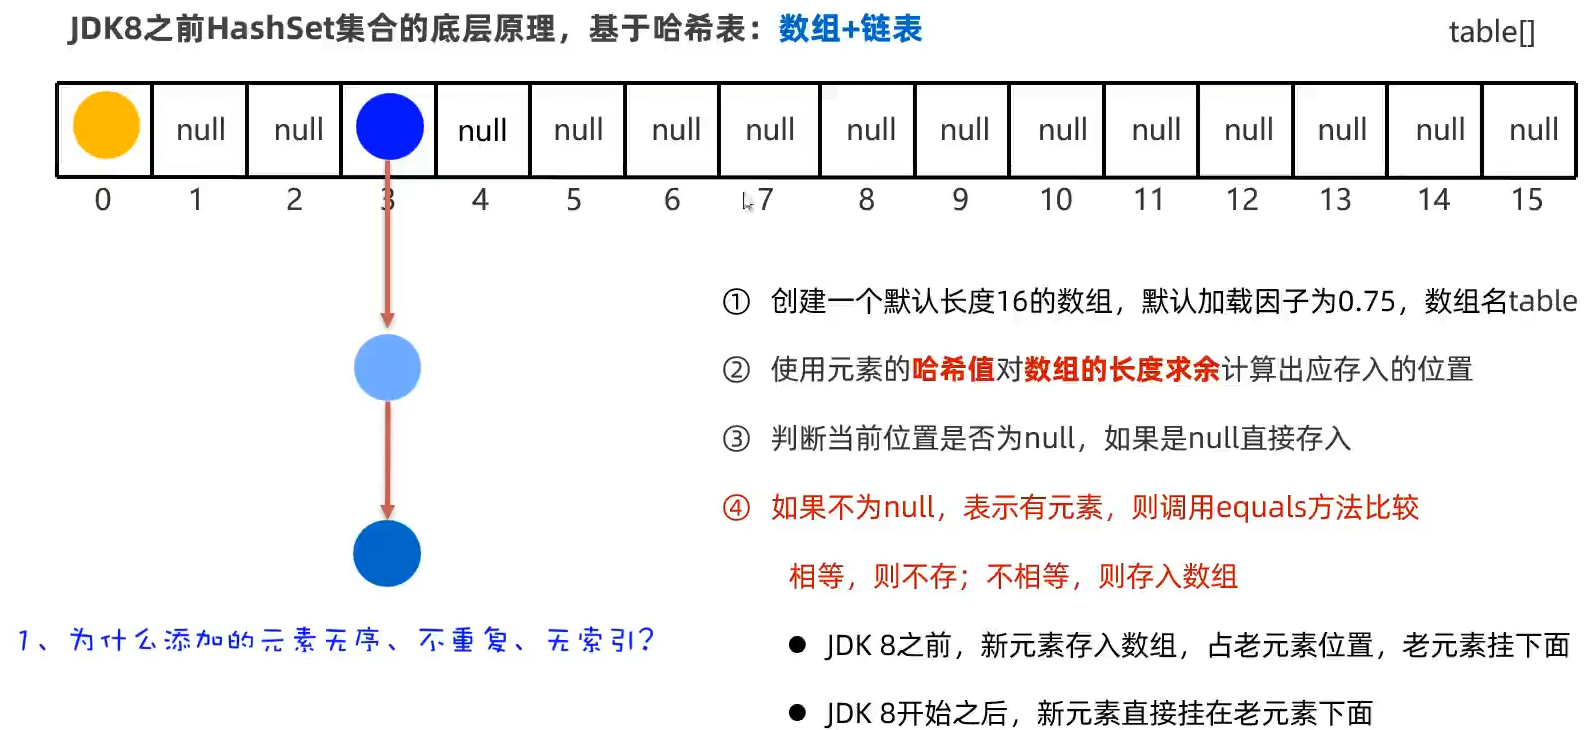 JDK8之前HashSet集合的底层原理，基于哈希表：数组+链表
table[]
null null null null null null null null null null null null null null
0 1 2 3 4 5 6 7 8 9 10 11 12 13 14 15
① 创建一个默认长度16的数组，默认加载因子为0.75，数组名table
② 使用元素的哈希值对数组的长度求余计算出应存入的位置
③ 判断当前位置是否为null，如果是null直接存入
④ 如果不为null，表示有元素，则调用equals方法比较
相等，则不存；不相等，则存入数组
1、为什么添加的元素无序、不重复、无索引？
● JDK 8之前，新元素存入数组，占老元素位置，老元素挂下面
● JDK 8开始之后，新元素直接挂在老元素下面